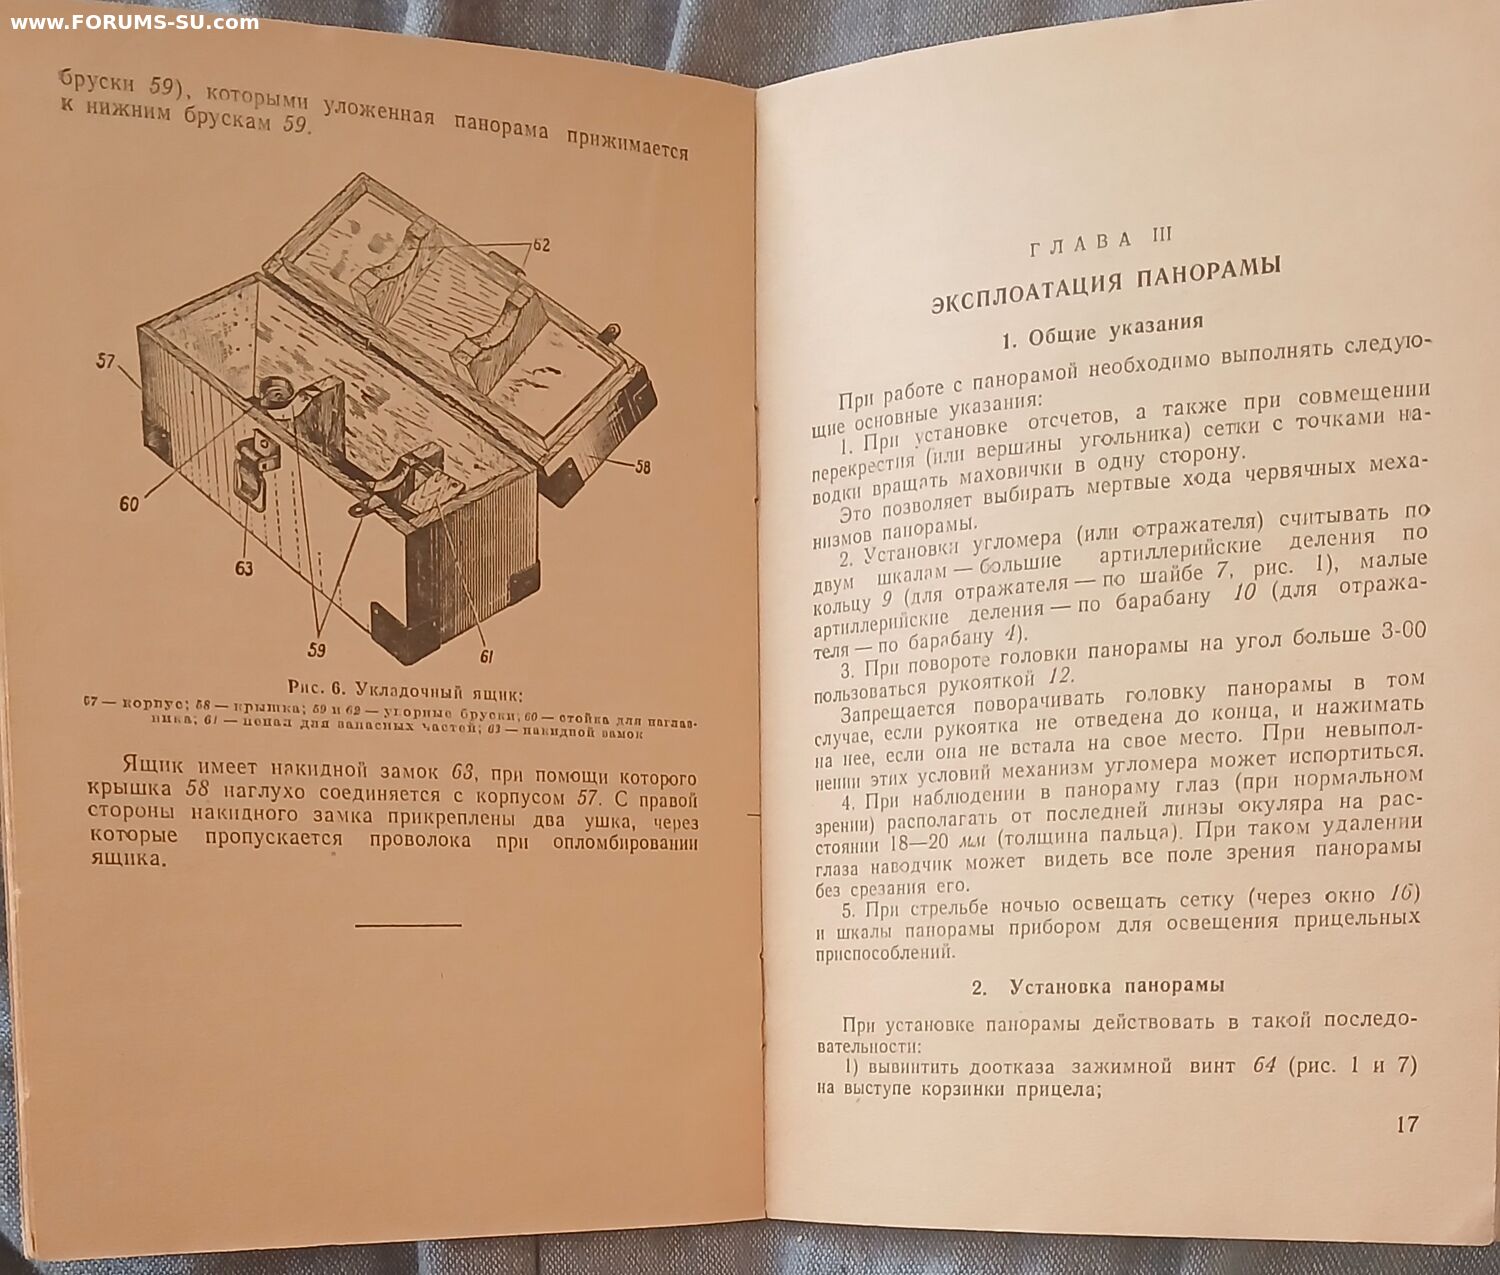 www.FORUMS-SU.com
бруски 59), которыми уложенная панорама прижимается
к нижним брускам 59.
62
57
58
60
63
59
61
Рис. 6. Укладочный ящик:
57 — корпус; 58 — крышка; 59 и 62 — упорные бруски; 60 — стойка для наглаз-
ника; 61 — пенал для запасных частей; 63 — накидной замок
Ящик имеет накидной замок 63, при помощи которого
крышка 58 наглухо соединяется с корпусом 57. С правой
стороны накидного замка прикреплены два ушка, через
которые пропускается проволока при опломбировании
ящика.
ГЛАВА III
ЭКСПЛОАТАЦИЯ ПАНОРАМЫ
1. Общие указания
При работе с панорамой необходимо выполнять следую-
щие основные указания:
1. При установке отсчетов, а также при совмещении
перекрестия (или вершины угольника) сетки с точками на-
водки вращать маховички в одну сторону.
Это позволяет выбирать мертвые хода червячных меха-
низмов панорамы.
2. Установки угломера (или отражателя) считывать по
двум шкалам — большие артиллерийские деления по
кольцу 9 (для отражателя — по шайбе 7, рис. 1), малые
артиллерийские деления — по барабану 10 (для отража-
теля — по барабану 4).
3. При повороте головки панорамы на угол больше 3-00
пользоваться рукояткой 12.
Запрещается поворачивать головку панорамы в том
случае, если рукоятка не отведена до конца, и нажимать
на нее, если она не встала на свое место. При невыпол-
нении этих условий механизм угломера может испортиться.
4. При наблюдении в панораму глаз (при нормальном
зрении) располагать от последней линзы окуляра на рас-
стоянии 18—20 мм (толщина пальца). При таком удалении
глаза наводчик может видеть все поле зрения панорамы
без срезания его.
5. При стрельбе ночью освещать сетку (через окно 16)
и шкалы панорамы прибором для освещения прицельных
приспособлений.
2. Установка панорамы
При установке панорамы действовать в такой последо-
вательности:
1) вывинтить доотказа зажимной винт 64 (рис. 1 и 7)
на выступе корзинки прицела;
17